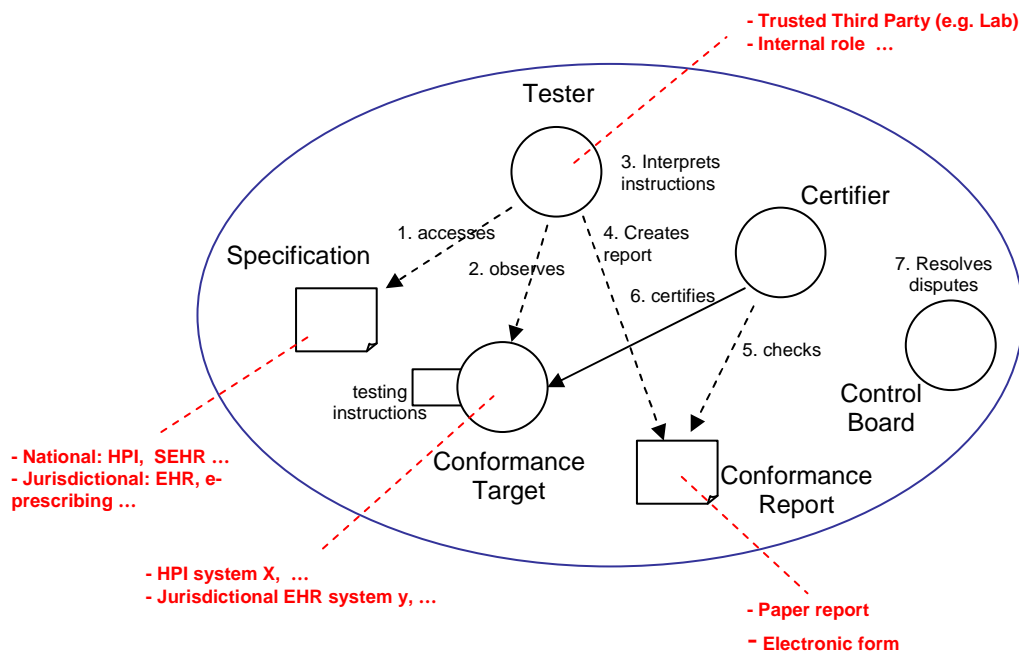 - Trusted Third Party (e.g. Lab)
- Internal role ...
Tester
3. Interprets
instructions
Certifier
1. accesses
4. Creates
report
Specification
2. observes
7. Resolves
disputes
6. certifies
5. checks
testing
instructions
Control
Board
- National: HPI, SEHR ...
- Jurisdictional: EHR, e-
prescribing ...
Conformance
Target
Conformance
Report
- HPI system X, ...
- Jurisdictional EHR system y, ...
- Paper report
- Electronic form